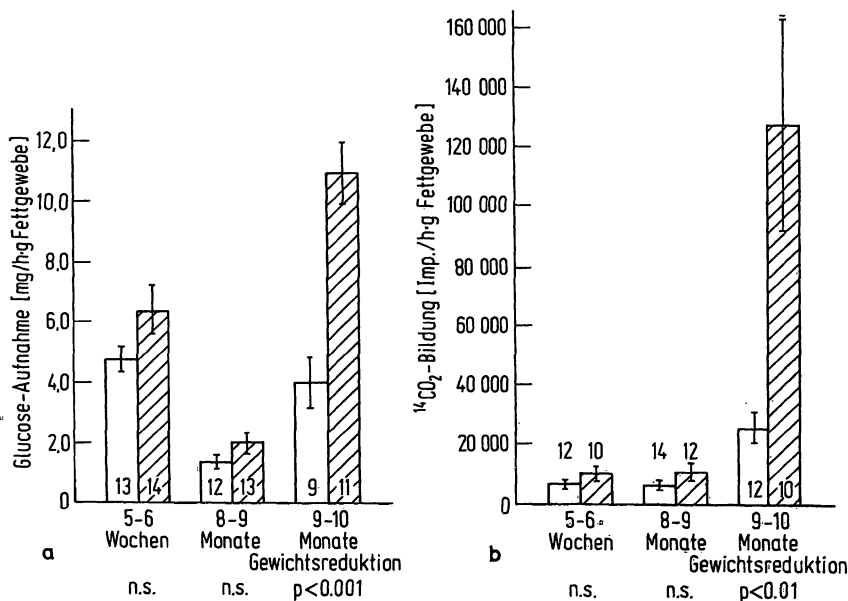 Glucose-Aufnahme [mg/h·g Fettgewebe]
12,0
10,0
8,0
6,0
4,0
2,0
0
13 14 12 13 9 11
5–6 8–9 9–10
Wochen Monate Monate
Gewichtsreduktion
a
n.s. n.s. p<0.001
¹⁴CO₂–Bildung [Imp./h·g Fettgewebe]
160 000
140 000
120 000
100 000
80 000
60 000
40 000
20 000
0
12 10 14 12 12 10
5–6 8–9 9–10
Wochen Monate Monate
Gewichtsreduktion
b
n.s. n.s. p<0.01